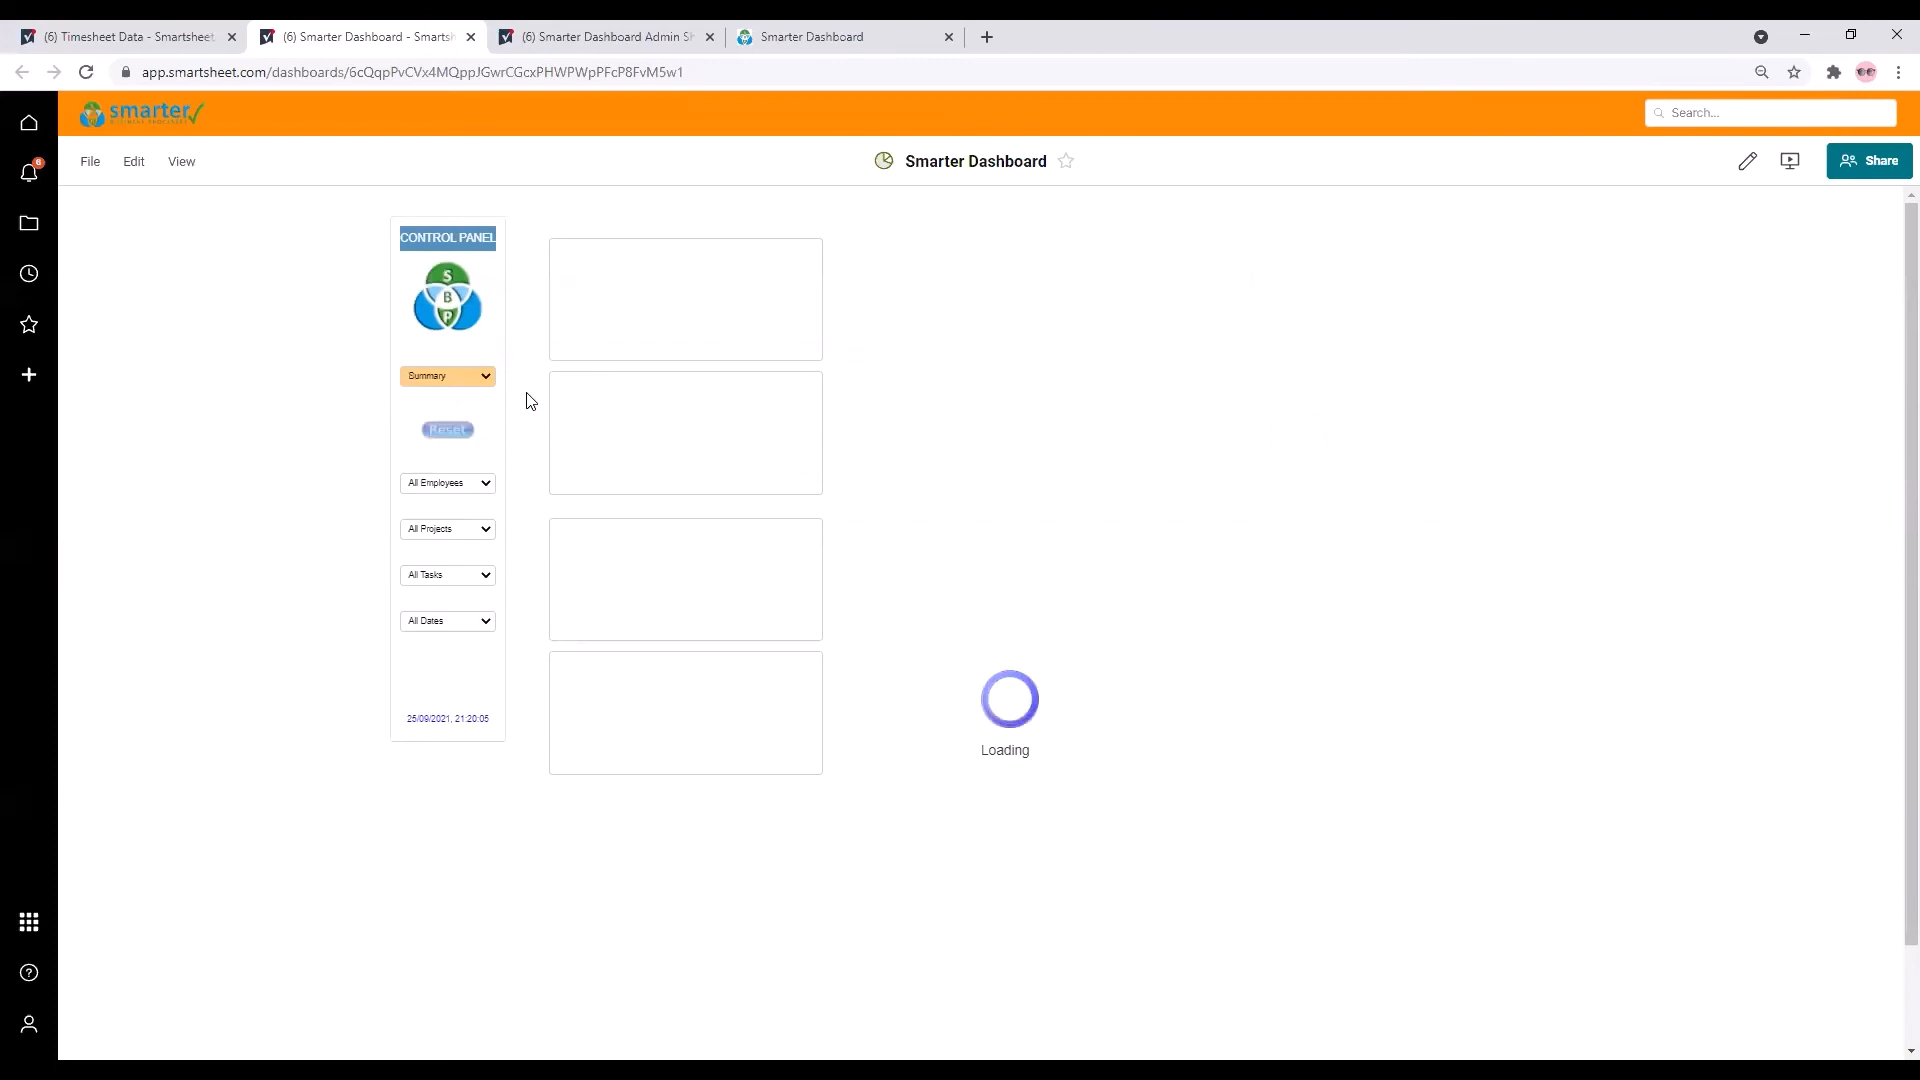 (6) Timesheet Data - Smartsheet
(6) Smarter Dashboard - Smartsh
(6) Smarter Dashboard Admin Sh
Smarter Dashboard
app.smartsheet.com/dashboards/6cQqpPvCVx4MQppJGwrCGcxPHWPWpPFcP8FvM5w1
smarter
Search...
6
File Edit View
Smarter Dashboard
Share
CONTROL PANEL
S
B
P
Summary
Reset
All Employees
All Projects
All Tasks
All Dates
25/09/2021, 21:20:05
Loading